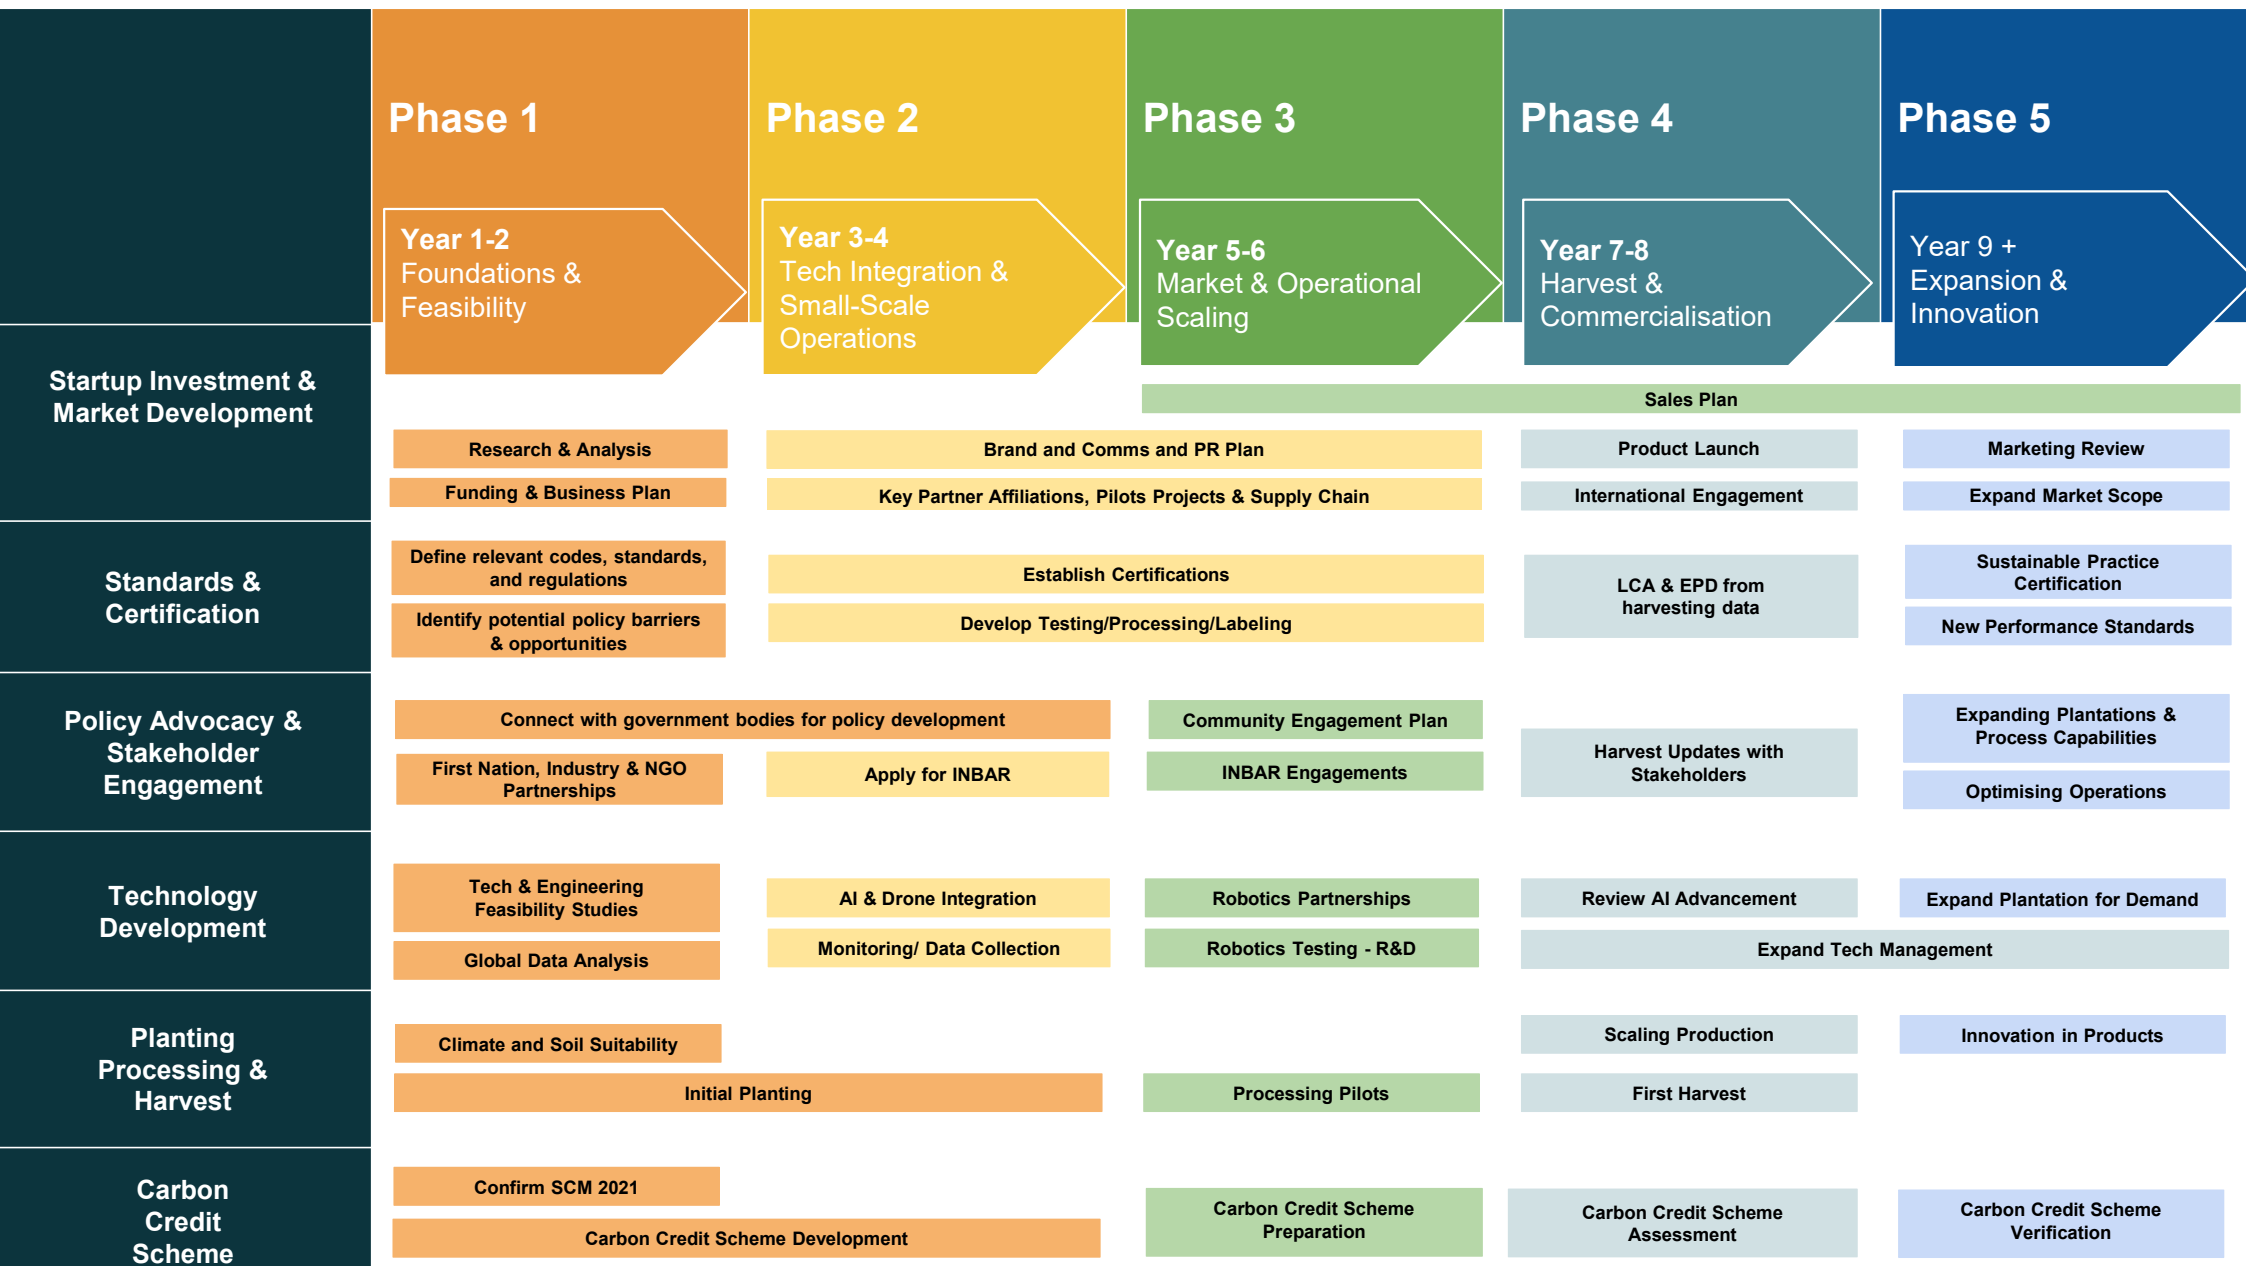 Phase 1
Phase 2
Phase 3
Phase 4
Phase 5
Year 1-2
Foundations &
Feasibility
Year 3-4
Tech Integration &
Small-Scale
Operations
Year 5-6
Market & Operational
Scaling
Year 7-8
Harvest &
Commercialisation
Year 9 +
Expansion &
Innovation
Startup Investment &
Market Development
Sales Plan
Research & Analysis
Brand and Comms and PR Plan
Product Launch
Marketing Review
Funding & Business Plan
Key Partner Affiliations, Pilots Projects & Supply Chain
International Engagement
Expand Market Scope
Standards &
Certification
Define relevant codes, standards,
and regulations
Establish Certifications
LCA & EPD from
harvesting data
Sustainable Practice
Certification
Identify potential policy barriers
& opportunities
Develop Testing/Processing/Labeling
New Performance Standards
Policy Advocacy &
Stakeholder
Engagement
Connect with government bodies for policy development
Community Engagement Plan
Harvest Updates with
Stakeholders
Expanding Plantations &
Process Capabilities
First Nation, Industry & NGO
Partnerships
Apply for INBAR
INBAR Engagements
Optimising Operations
Technology
Development
Tech & Engineering
Feasibility Studies
AI & Drone Integration
Robotics Partnerships
Review AI Advancement
Expand Plantation for Demand
Global Data Analysis
Monitoring/ Data Collection
Robotics Testing - R&D
Expand Tech Management
Planting
Processing &
Harvest
Climate and Soil Suitability
Scaling Production
Innovation in Products
Initial Planting
Processing Pilots
First Harvest
Carbon
Credit
Scheme
Confirm SCM 2021
Carbon Credit Scheme Development
Carbon Credit Scheme
Preparation
Carbon Credit Scheme
Assessment
Carbon Credit Scheme
Verification